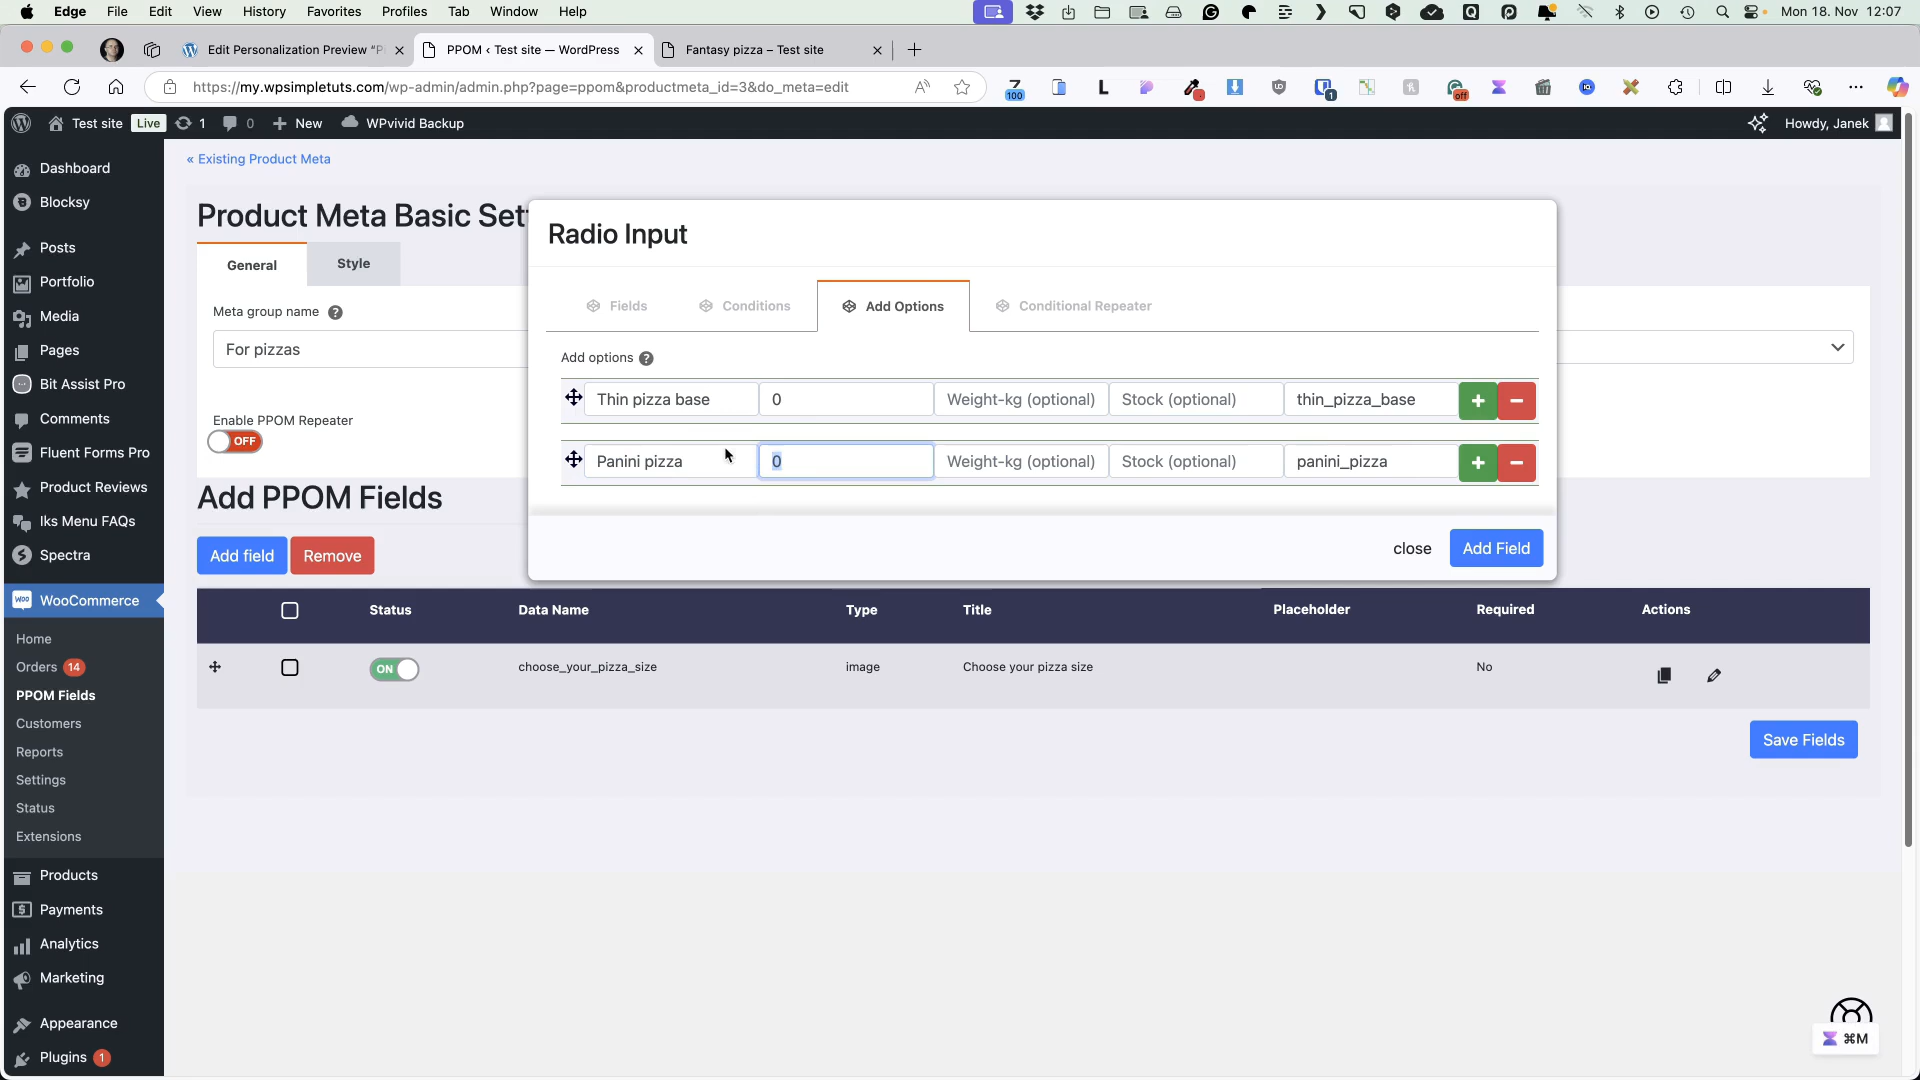 Edge File Edit View History Favorites Profiles Tab Window Help
Mon 18. Nov 12:07
Edit Personalization Preview “P
PPOM ‹ Test site — WordPress
Fantasy pizza – Test site
https://my.wpsimpletuts.com/wp-admin/admin.php?page=ppom&productmeta_id=3&do_meta=edit
100
1
off
Test site Live 1 0 New WPvivid Backup
Howdy, Janek
Dashboard
Blocksy
Posts
Portfolio
Media
Pages
Bit Assist Pro
Comments
Fluent Forms Pro
Product Reviews
Iks Menu FAQs
Spectra
WooCommerce
Home
Orders 14
PPOM Fields
Customers
Reports
Settings
Status
Extensions
Products
Payments
Analytics
Marketing
Appearance
Plugins 1
« Existing Product Meta
Product Meta Basic Set
General Style
Meta group name ?
For pizzas
Enable PPOM Repeater
OFF
Add PPOM Fields
Add field Remove
Radio Input
Fields Conditions Add Options Conditional Repeater
Add options ?
Thin pizza base 0 Weight-kg (optional) Stock (optional) thin_pizza_base + −
Panini pizza 0 Weight-kg (optional) Stock (optional) panini_pizza + −
close Add Field
Status Data Name Type Title Placeholder Required Actions
ON choose_your_pizza_size image Choose your pizza size No
Save Fields
⌘M